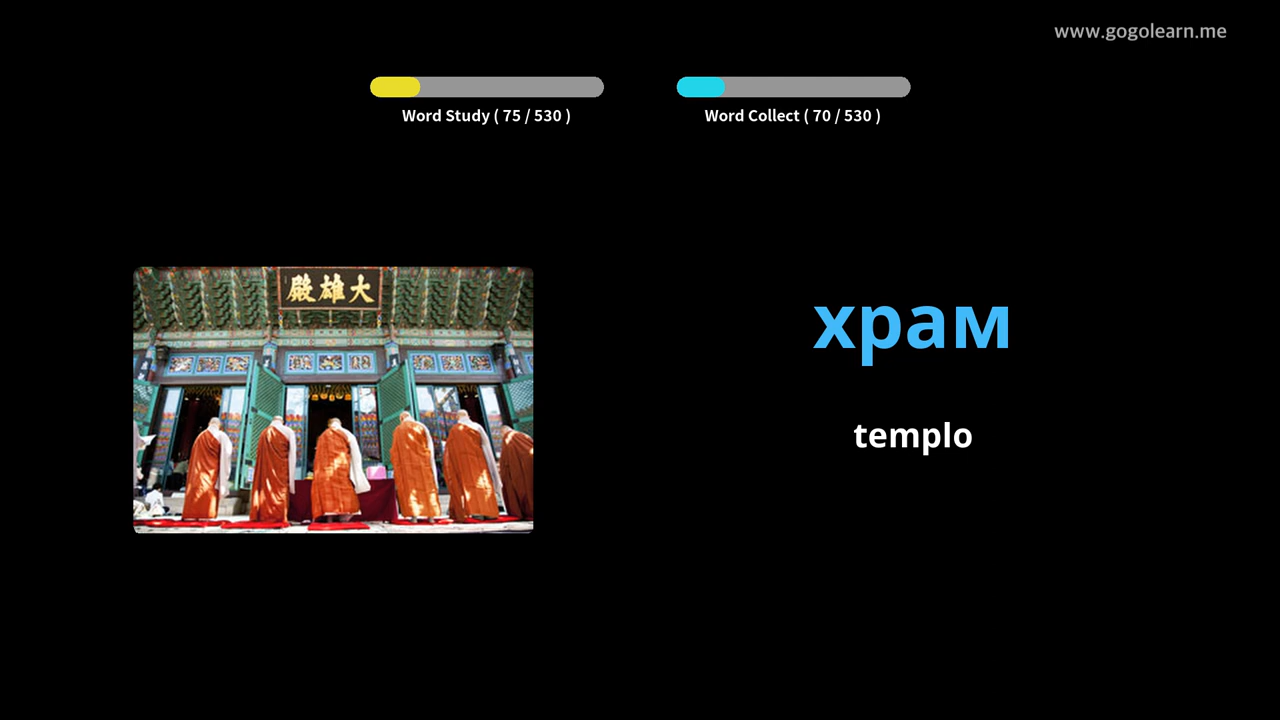 www.gogolearn.me
Word Study ( 75 / 530 )
Word Collect ( 70 / 530 )
殿雄大
храм
templo